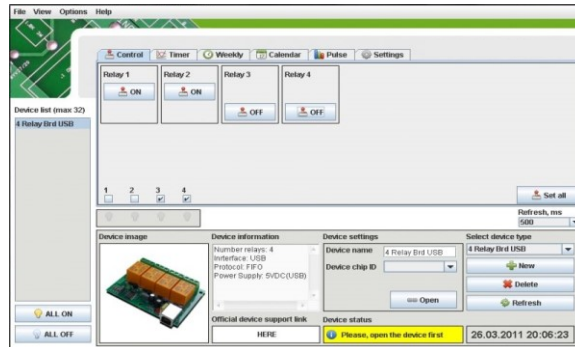 File View Options Help
Control Timer Weekly Calendar Pulse Settings
Device list (max 32)
4 Relay Brd USB
Relay 1 Relay 2 Relay 3 Relay 4
ON ON
OFF OFF
1 2 3 4
Set all
Refresh, ms
500
Device image Device information Device settings Select device type
Number relays: 4
Interface: USB
Protocol: FIFO
Power Supply: 5VDC(USB)
Device name 4 Relay Brd USB
Device chip ID
Open
4 Relay Brd USB
New
Delete
Refresh
ALL ON
ALL OFF
Official device support link
HERE
Device status
Please, open the device first
26.03.2011 20:06:23